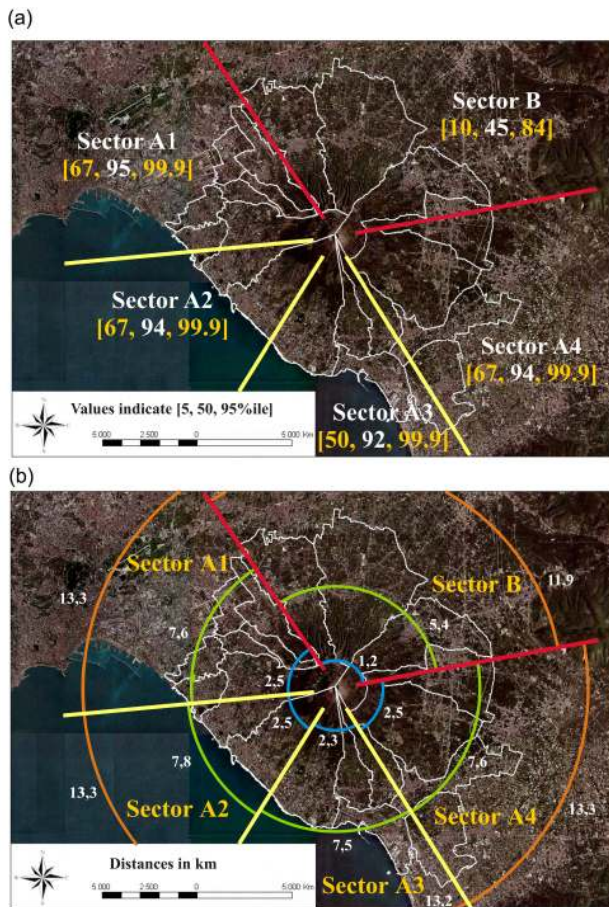 (a)
Sector B
[10, 45, 84]
Sector A1
[67, 95, 99.9]
Sector A2
[67, 94, 99.9]
Sector A4
[67, 94, 99.9]
Sector A3
[50, 92, 99.9]
Values indicate [5, 50, 95%ile]
5 000 2 500 0 5 000 Km
(b)
Sector A1
Sector B
13,3
11,9
7,6
5,4
1,2
2,5
2,5
2,5
2,3
7,8
7,6
13,3
13,3
Sector A2
Sector A4
7,5
Distances in km
Sector A3
13,2
5 000 2 500 0 5 000 Km